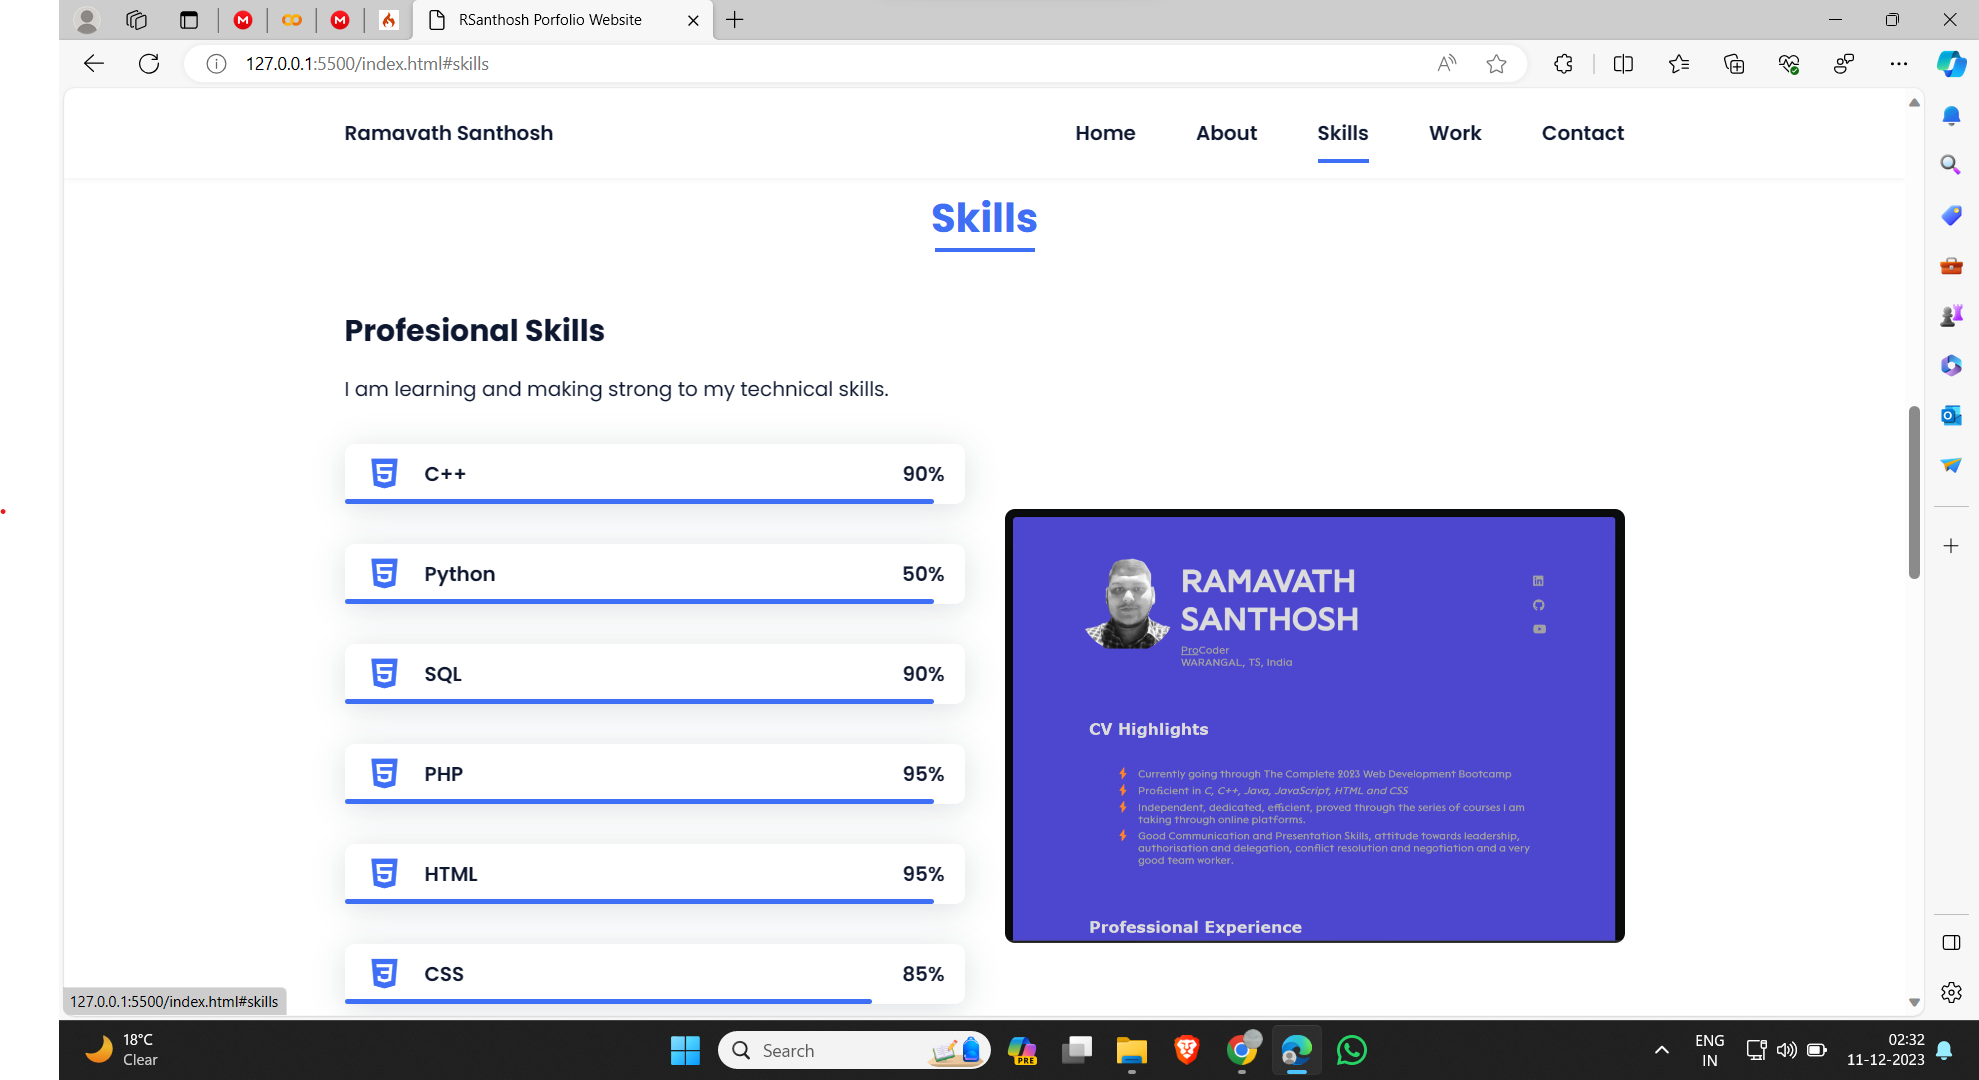 RSanthosh Porfolio Website
127.0.0.1:5500/index.html#skills
Ramavath Santhosh
Home About Skills Work Contact
Skills
Profesional Skills
I am learning and making strong to my technical skills.
C++ 90%
Python 50%
SQL 90%
PHP 95%
HTML 95%
CSS 85%
RAMAVATH
SANTHOSH
ProCoder
WARANGAL, TS, India
CV Highlights
Currently going through The Complete 2023 Web Development Bootcamp
Proficient in C, C++, Java, JavaScript, HTML and CSS
Independent, dedicated, efficient, proved through the series of courses I am
taking through online platforms.
Good Communication and Presentation Skills, attitude towards leadership,
authorisation and delegation, conflict resolution and negotiation and a very
good team worker.
Professional Experience
127.0.0.1:5500/index.html#skills
18°C
Clear
Search
PRE
ENG
IN
02:32
11-12-2023